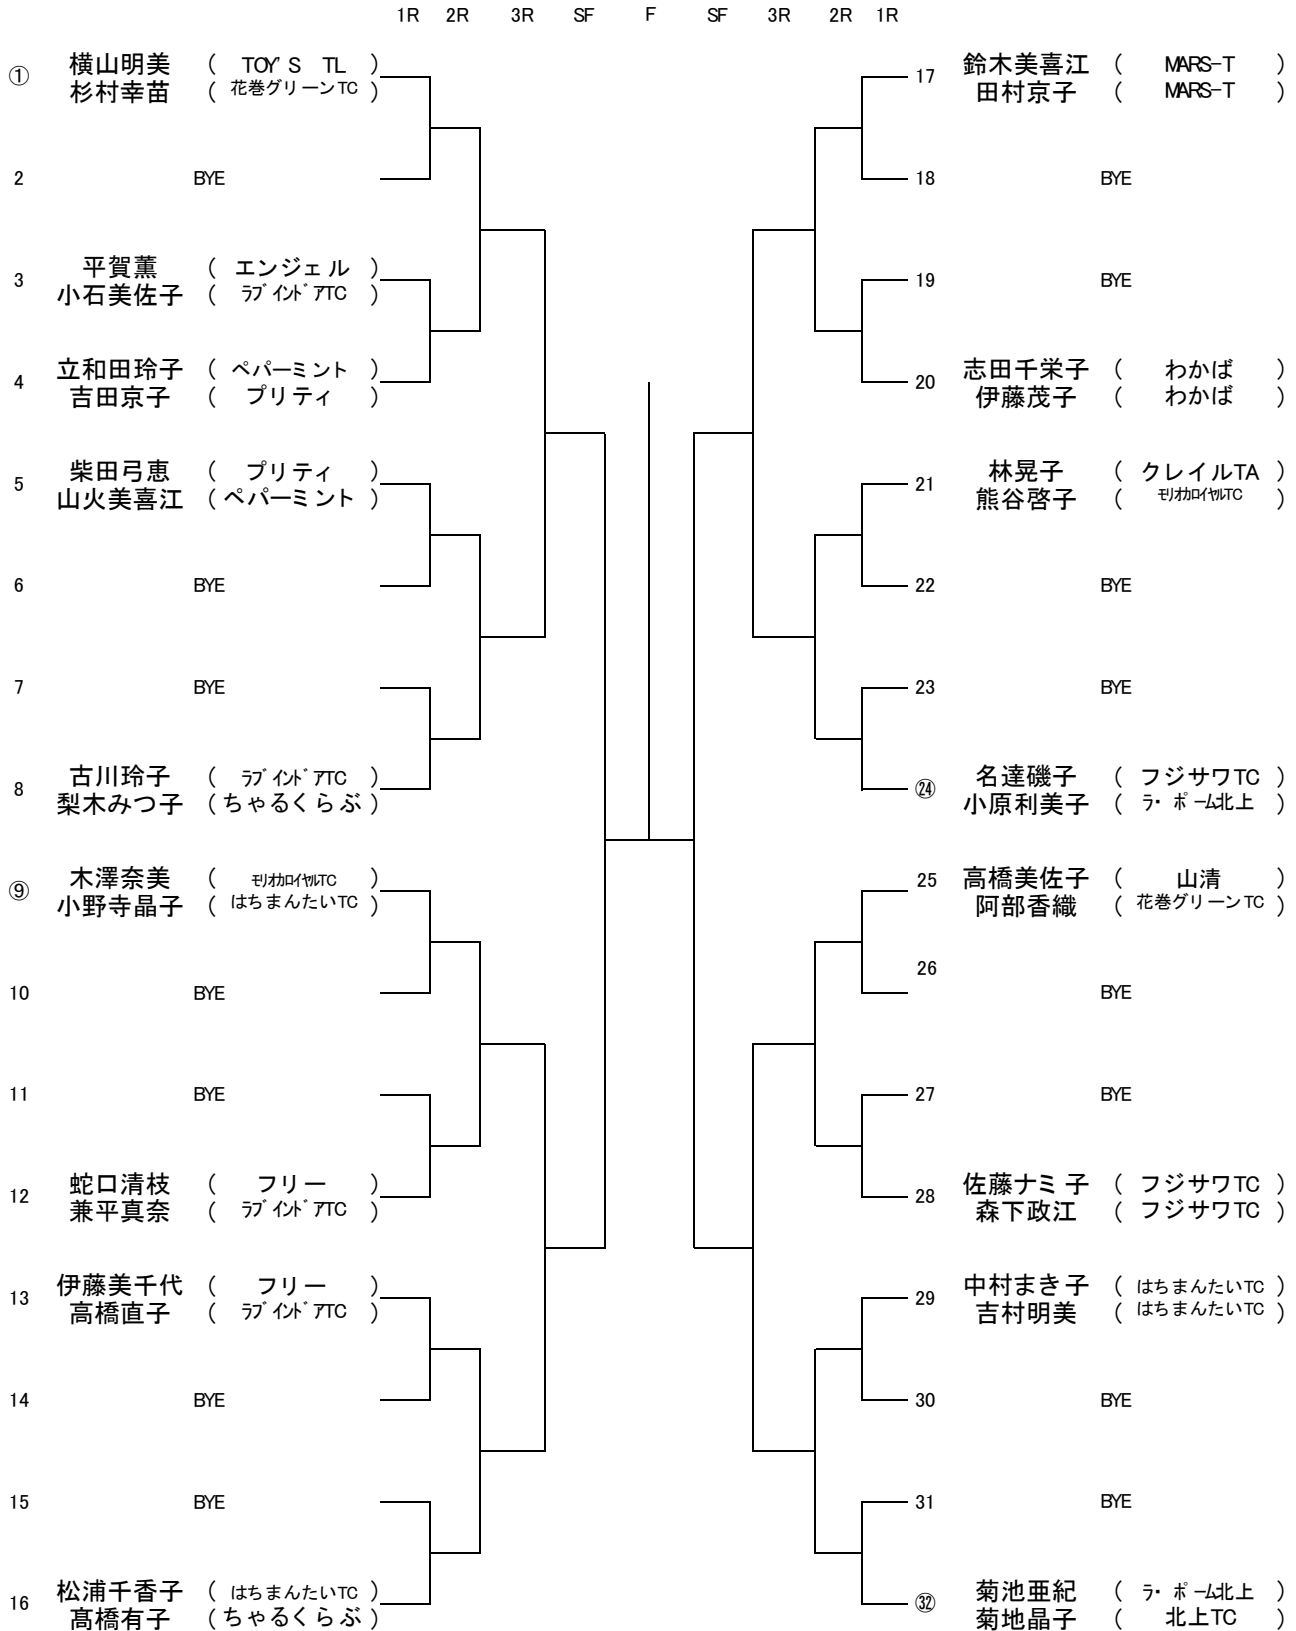 1R 2R 3R SF F SF 3R 2R 1R
① 横山明美 ( TOY'S TL )
杉村幸苗 ( 花巻グリーンTC )
2 BYE
3 平賀薫 ( エンジェル )
小石美佐子 ( ラブインドアTC )
4 立和田玲子 ( ペパーミント )
吉田京子 ( プリティ )
5 柴田弓恵 ( プリティ )
山火美喜江 ( ペパーミント )
6 BYE
7 BYE
8 古川玲子 ( ラブインドアTC )
梨木みつ子 ( ちゃるくらぶ )
⑨ 木澤奈美 ( モリオカロイヤルTC )
小野寺晶子 ( はちまんたいTC )
10 BYE
11 BYE
12 蛇口清枝 ( フリー )
兼平真奈 ( ラブインドアTC )
13 伊藤美千代 ( フリー )
高橋直子 ( ラブインドアTC )
14 BYE
15 BYE
16 松浦千香子 ( はちまんたいTC )
髙橋有子 ( ちゃるくらぶ )
17 鈴木美喜江 ( MARS-T )
田村京子 ( MARS-T )
18 BYE
19 BYE
20 志田千栄子 ( わかば )
伊藤茂子 ( わかば )
21 林晃子 ( クレイルTA )
熊谷啓子 ( モリオカロイヤルTC )
22 BYE
23 BYE
㉔ 名達磯子 ( フジサワTC )
小原利美子 ( ラ・ポーム北上 )
25 高橋美佐子 ( 山清 )
阿部香織 ( 花巻グリーンTC )
26 BYE
27 BYE
28 佐藤ナミ子 ( フジサワTC )
森下政江 ( フジサワTC )
29 中村まき子 ( はちまんたいTC )
吉村明美 ( はちまんたいTC )
30 BYE
31 BYE
㉜ 菊池亜紀 ( ラ・ポーム北上 )
菊地晶子 ( 北上TC )